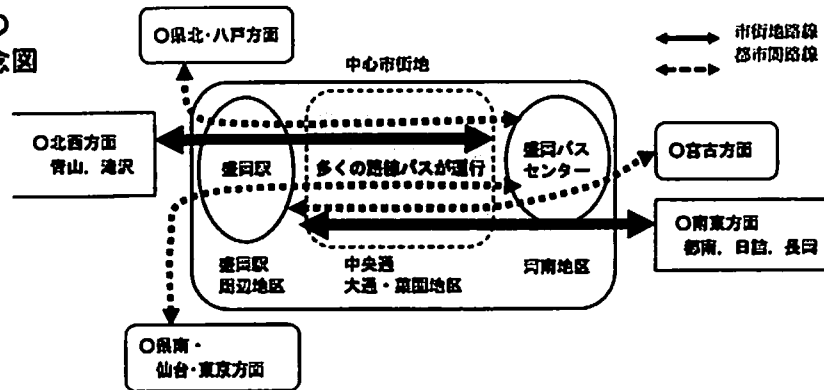 の
念図
○県北・八戸方面
中心市街地
市街地路線
都市間路線
○北西方面
青山、滝沢
盛岡駅
多くの路線バスが運行
盛岡バス
センター
○宮古方面
○南東方面
都南、日詰、長岡
盛岡駅
周辺地区
中央通
大通・菜園地区
河南地区
○県南・
仙台・東京方面